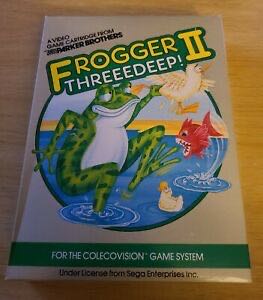 A VIDEO
GAME CARTRIDGE FROM
PARKER BROTHERS
FROGGER II
THREEEDEEP!
FOR THE COLECOVISION™ GAME SYSTEM
Under License from Sega Enterprises Inc.